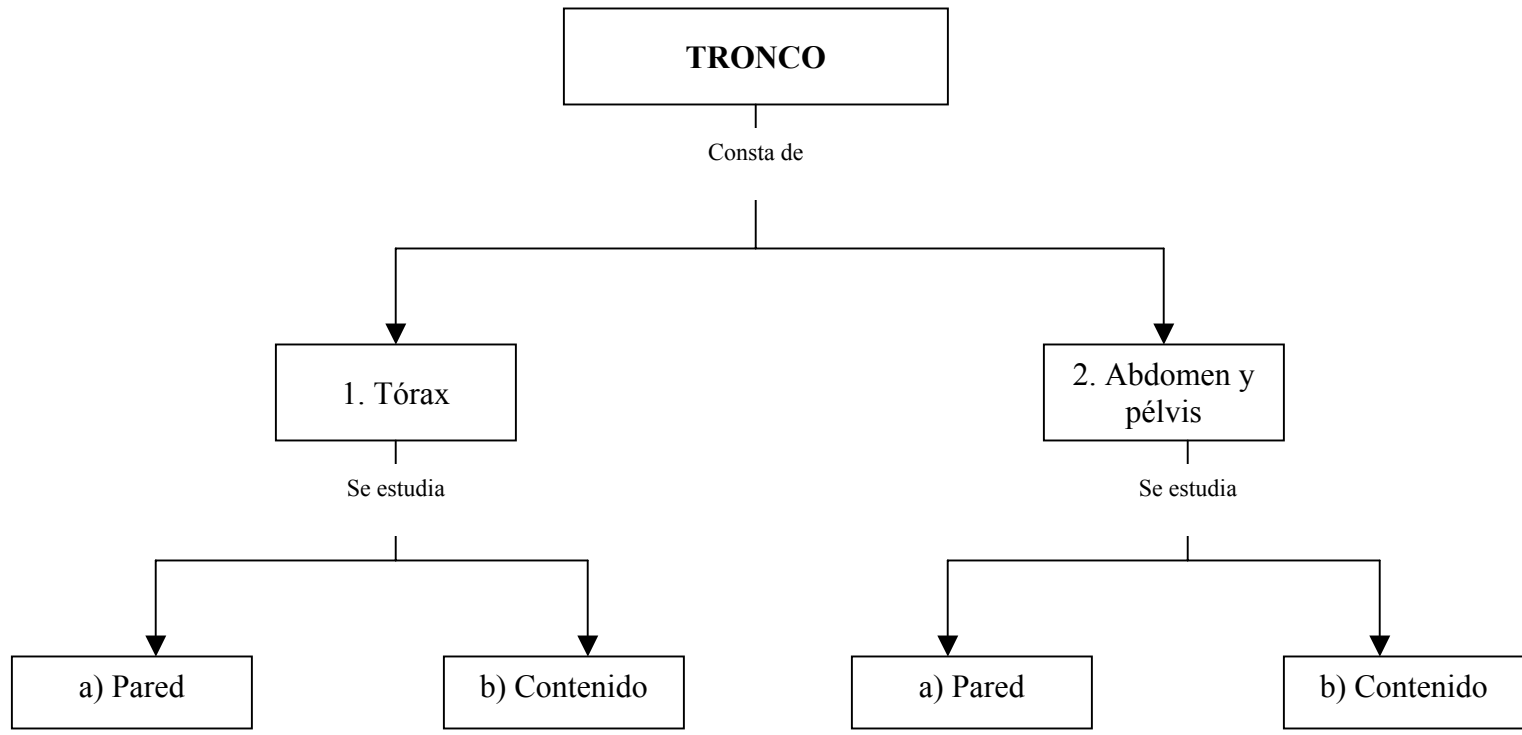 TRONCO
Consta de
1. Tórax
2. Abdomen y
pélvis
Se estudia
Se estudia
a) Pared
b) Contenido
a) Pared
b) Contenido